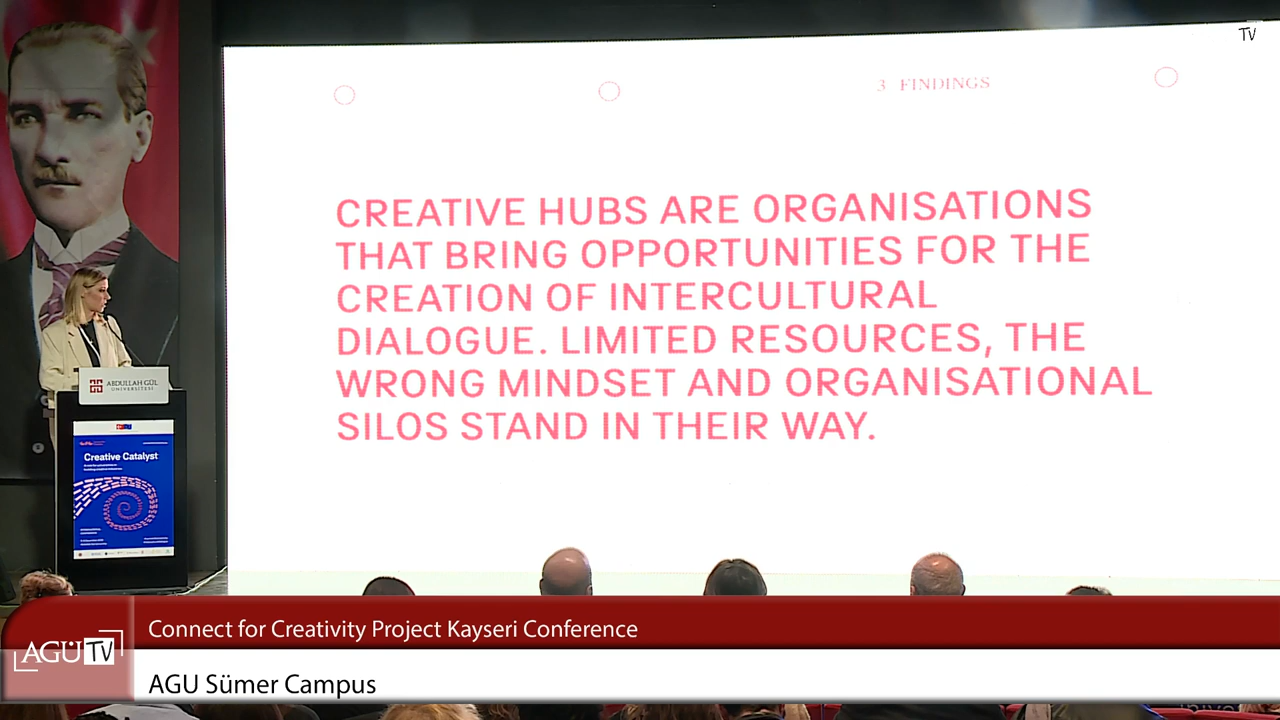 TV
3 FINDINGS
CREATIVE HUBS ARE ORGANISATIONS
THAT BRING OPPORTUNITIES FOR THE
CREATION OF INTERCULTURAL
DIALOGUE. LIMITED RESOURCES, THE
WRONG MINDSET AND ORGANISATIONAL
SILOS STAND IN THEIR WAY.
ABDULLAH GÜL
ÜNİVERSİTESİ
Creative Catalyst
Connect for Creativity Project Kayseri Conference
AGÜ TV
AGU Sümer Campus